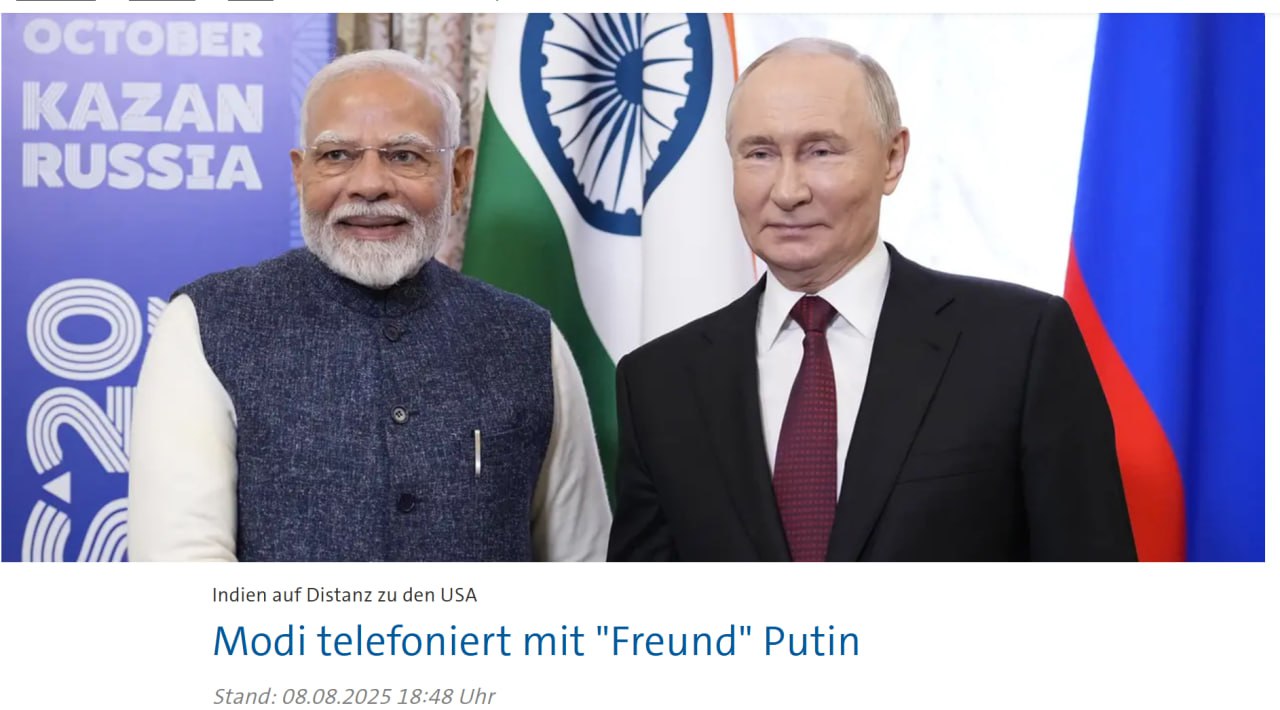 OCTOBER
KAZAN
RUSSIA
Indien auf Distanz zu den USA
Modi telefoniert mit "Freund" Putin
Stand: 08.08.2025 18:48 Uhr